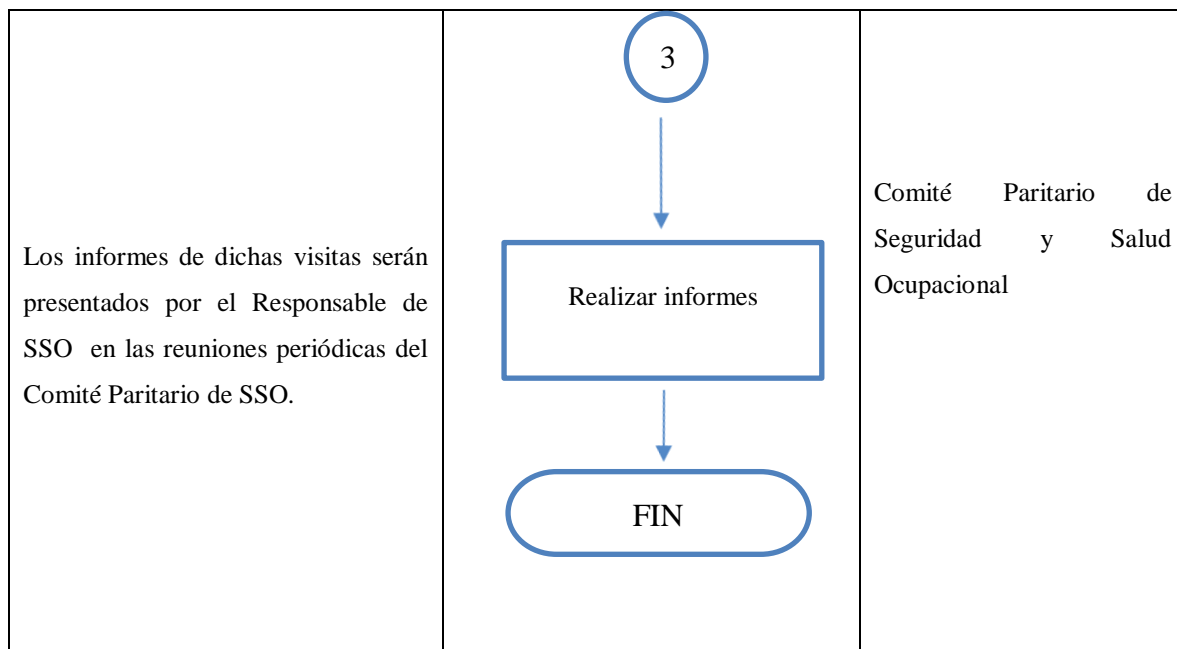 Los informes de dichas visitas serán
presentados por el Responsable de
SSO en las reuniones periódicas del
Comité Paritario de SSO.
3
Realizar informes
FIN
Comité Paritario de
Seguridad y Salud
Ocupacional